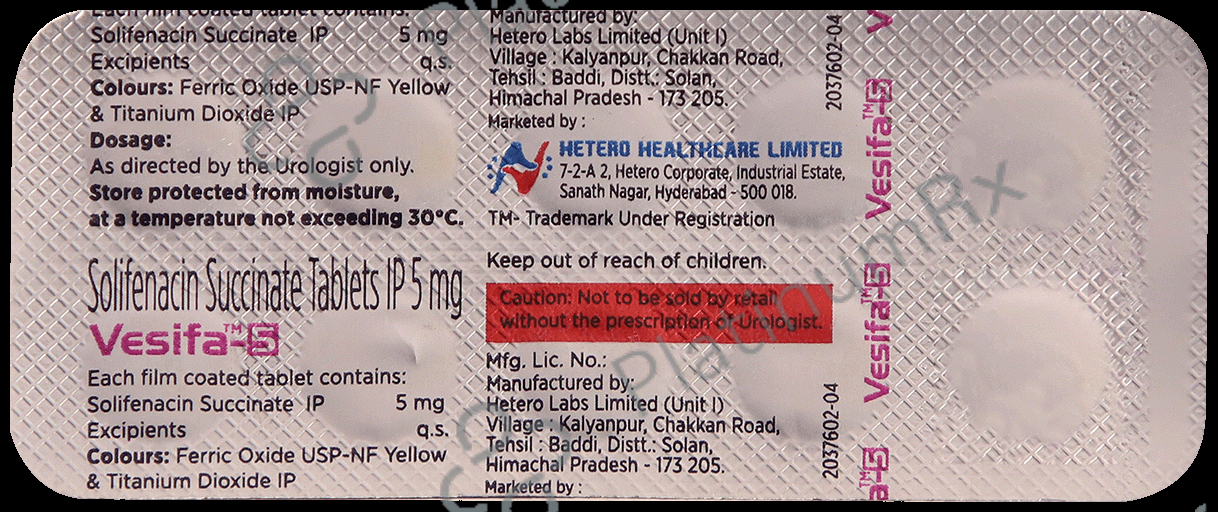 Each film coated tablet contains:
Solifenacin Succinate IP 5 mg
Excipients q.s.
Colours: Ferric Oxide USP-NF Yellow
& Titanium Dioxide IP
Dosage:
As directed by the Urologist only.
Store protected from moisture,
at a temperature not exceeding 30°C.
Solifenacin Succinate Tablets IP 5 mg
Vesifa™-5
Each film coated tablet contains:
Solifenacin Succinate IP 5 mg
Excipients q.s.
Colours: Ferric Oxide USP-NF Yellow
& Titanium Dioxide IP
Manufactured by:
Hetero Labs Limited (Unit I)
Village : Kalyanpur, Chakkan Road,
Tehsil : Baddi, Distt.: Solan,
Himachal Pradesh - 173 205.
Marketed by :
HETERO HEALTHCARE LIMITED
7-2-A 2, Hetero Corporate, Industrial Estate,
Sanath Nagar, Hyderabad - 500 018.
TM- Trademark Under Registration
Keep out of reach of children.
Caution: Not to be sold by retail
without the prescription of Urologist.
Mfg. Lic. No.:
Manufactured by:
Hetero Labs Limited (Unit I)
Village : Kalyanpur, Chakkan Road,
Tehsil : Baddi, Distt.: Solan,
Himachal Pradesh - 173 205.
Marketed by :
2037602-04
2037602-04
V
Vesifa™-5
Vesifa™-5
a™-5
PlatinumRx